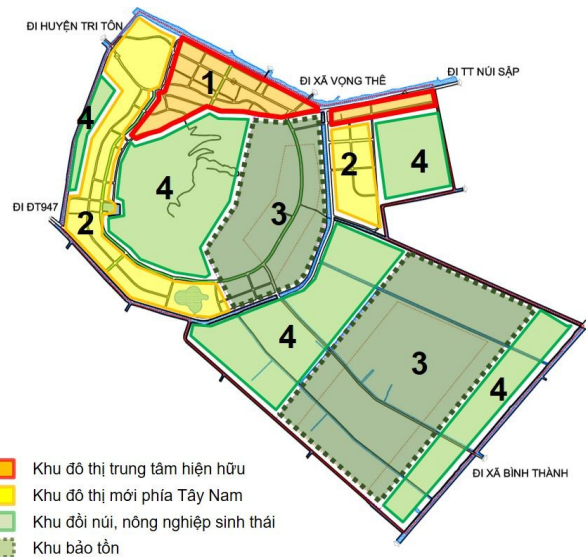 ĐI HUYỆN TRI TÔN
1
ĐI XÃ VỌNG THÊ
ĐI TT NÚI SẬP
4
2
4
4
3
ĐI ĐT947
2
4
3
4
ĐI XÃ BÌNH THÀNH
Khu đô thị trung tâm hiện hữu
Khu đô thị mới phía Tây Nam
Khu đồi núi, nông nghiệp sinh thái
Khu bảo tồn